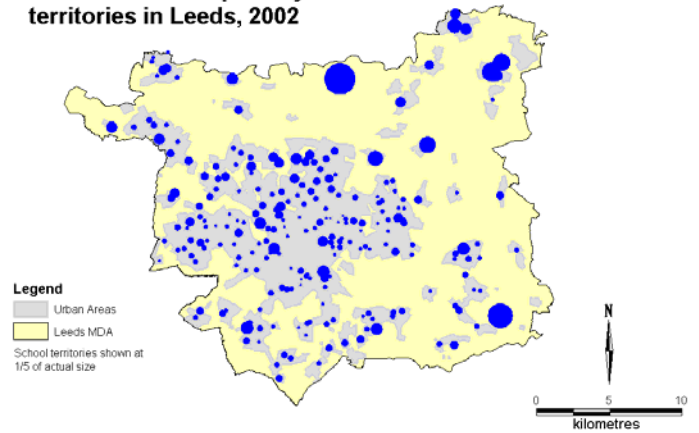 territories in Leeds, 2002
Legend
Urban Areas
Leeds MDA
School territories shown at
1/5 of actual size
N
0 5 10
kilometres